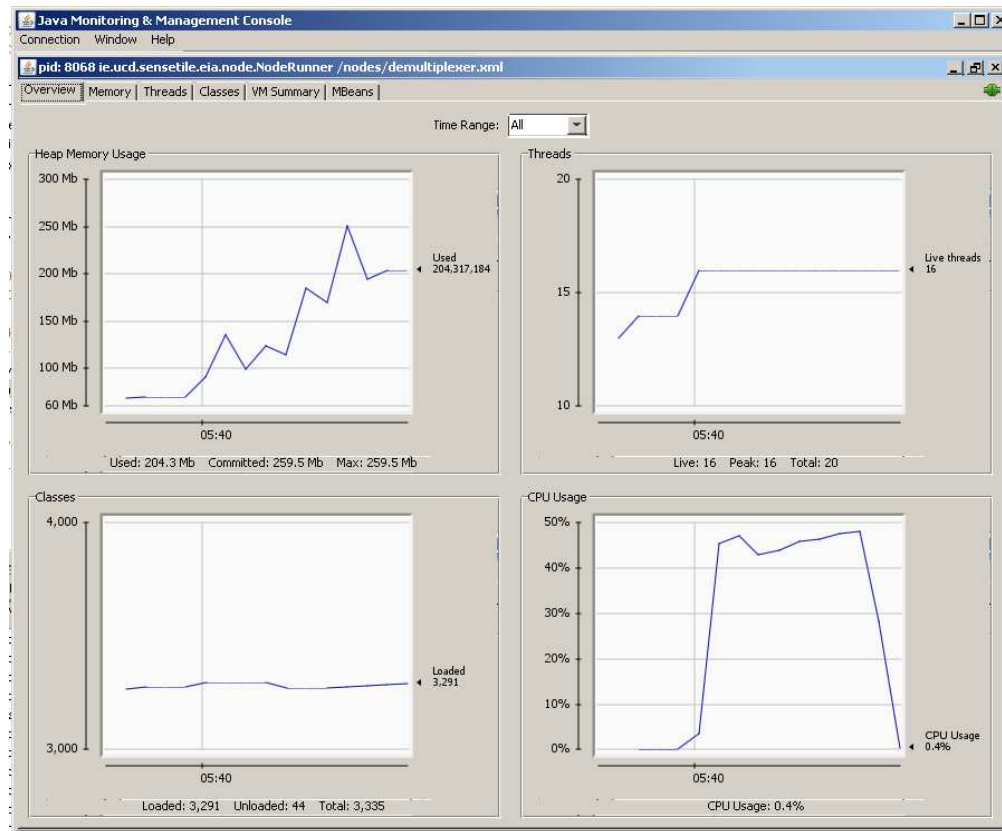 Java Monitoring & Management Console
Connection Window Help
pid: 8068 ie.ucd.sensetile.eia.node.NodeRunner /nodes/demultiplexer.xml
Overview Memory Threads Classes VM Summary MBeans
Time Range: All
Heap Memory Usage
300 Mb
250 Mb
200 Mb
150 Mb
100 Mb
60 Mb
Used
204,317,184
05:40
Used: 204.3 Mb Committed: 259.5 Mb Max: 259.5 Mb
Threads
20
15
10
Live threads
16
05:40
Live: 16 Peak: 16 Total: 20
Classes
4,000
3,000
Loaded
3,291
05:40
Loaded: 3,291 Unloaded: 44 Total: 3,335
CPU Usage
50%
40%
30%
20%
10%
0%
CPU Usage
0.4%
05:40
CPU Usage: 0.4%